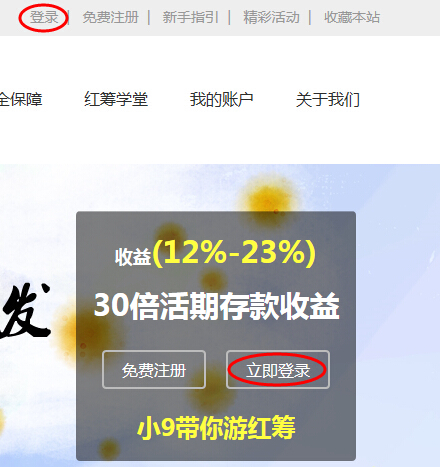 登录 | 免费注册 | 新手指引 | 精彩活动 | 收藏本站
全保障 红筹学堂 我的账户 关于我们
发
收益(12%-23%)
30倍活期存款收益
免费注册 立即登录
小9带你游红筹